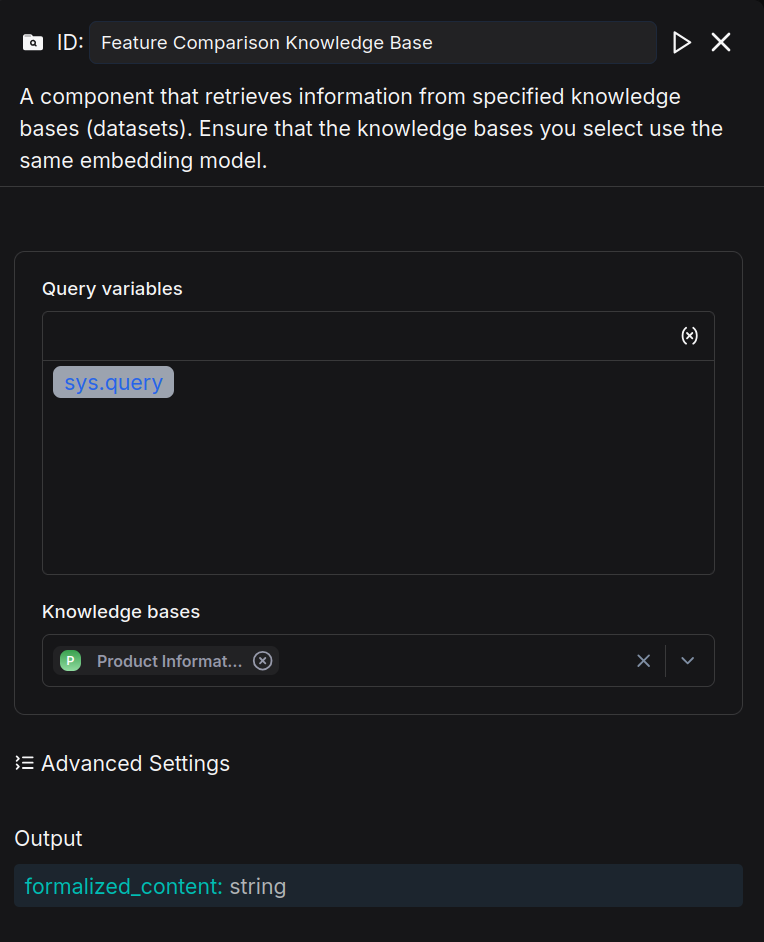 ID: Feature Comparison Knowledge Base
A component that retrieves information from specified knowledge
bases (datasets). Ensure that the knowledge bases you select use the
same embedding model.
Query variables
(x)
sys.query
Knowledge bases
P Product Informat...
Advanced Settings
Output
formalized_content: string